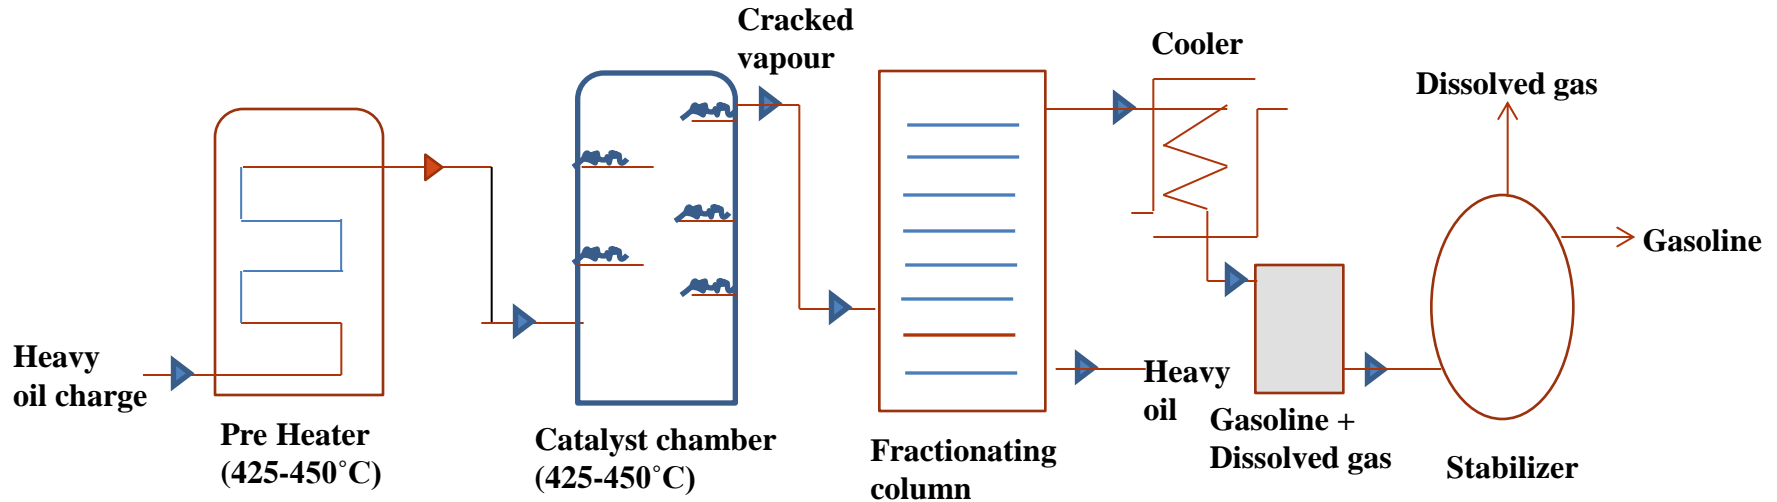 Heavy
oil charge
Pre Heater
(425-450˚C)
Catalyst chamber
(425-450˚C)
Cracked
vapour
Fractionating
column
Heavy
oil
Cooler
Gasoline +
Dissolved gas
Dissolved gas
Gasoline
Stabilizer